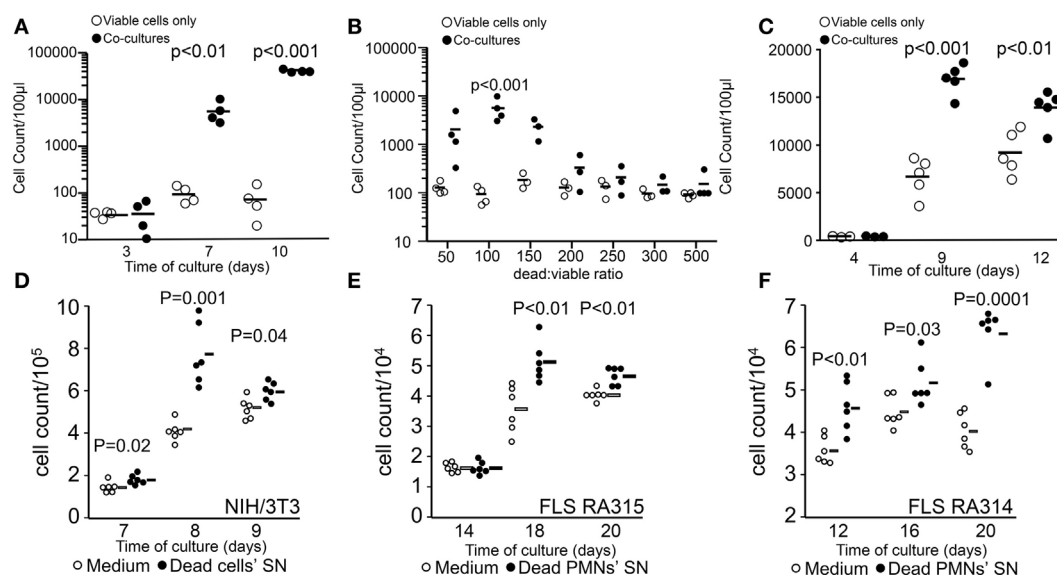 A
○ Viable cells only
● Co-cultures
p<0.01
p<0.001
100000
10000
1000
100
10
Cell Count/100µl
3
7
10
Time of culture (days)
B
○ Viable cells only
● Co-cultures
p<0.001
100000
10000
1000
100
10
Cell Count/100µl
50
100
150
200
250
300
500
dead:viable ratio
C
○ Viable cells only
● Co-cultures
p<0.001
p<0.01
20000
15000
10000
5000
0
Cell Count/100µl
4
9
12
Time of culture (days)
D
P=0.02
P=0.001
P=0.04
10
8
6
4
2
0
cell count/10⁵
7
8
9
NIH/3T3
Time of culture (days)
○ Medium ● Dead cells' SN
E
P<0.01
P<0.01
7
6
5
4
3
2
1
0
cell count/10⁴
14
18
20
FLS RA315
Time of culture (days)
○ Medium ● Dead PMNs' SN
F
P<0.01
P=0.03
P=0.0001
7
6
5
4
3
2
cell count/10⁴
12
16
20
FLS RA314
Time of culture (days)
○ Medium ● Dead PMNs' SN